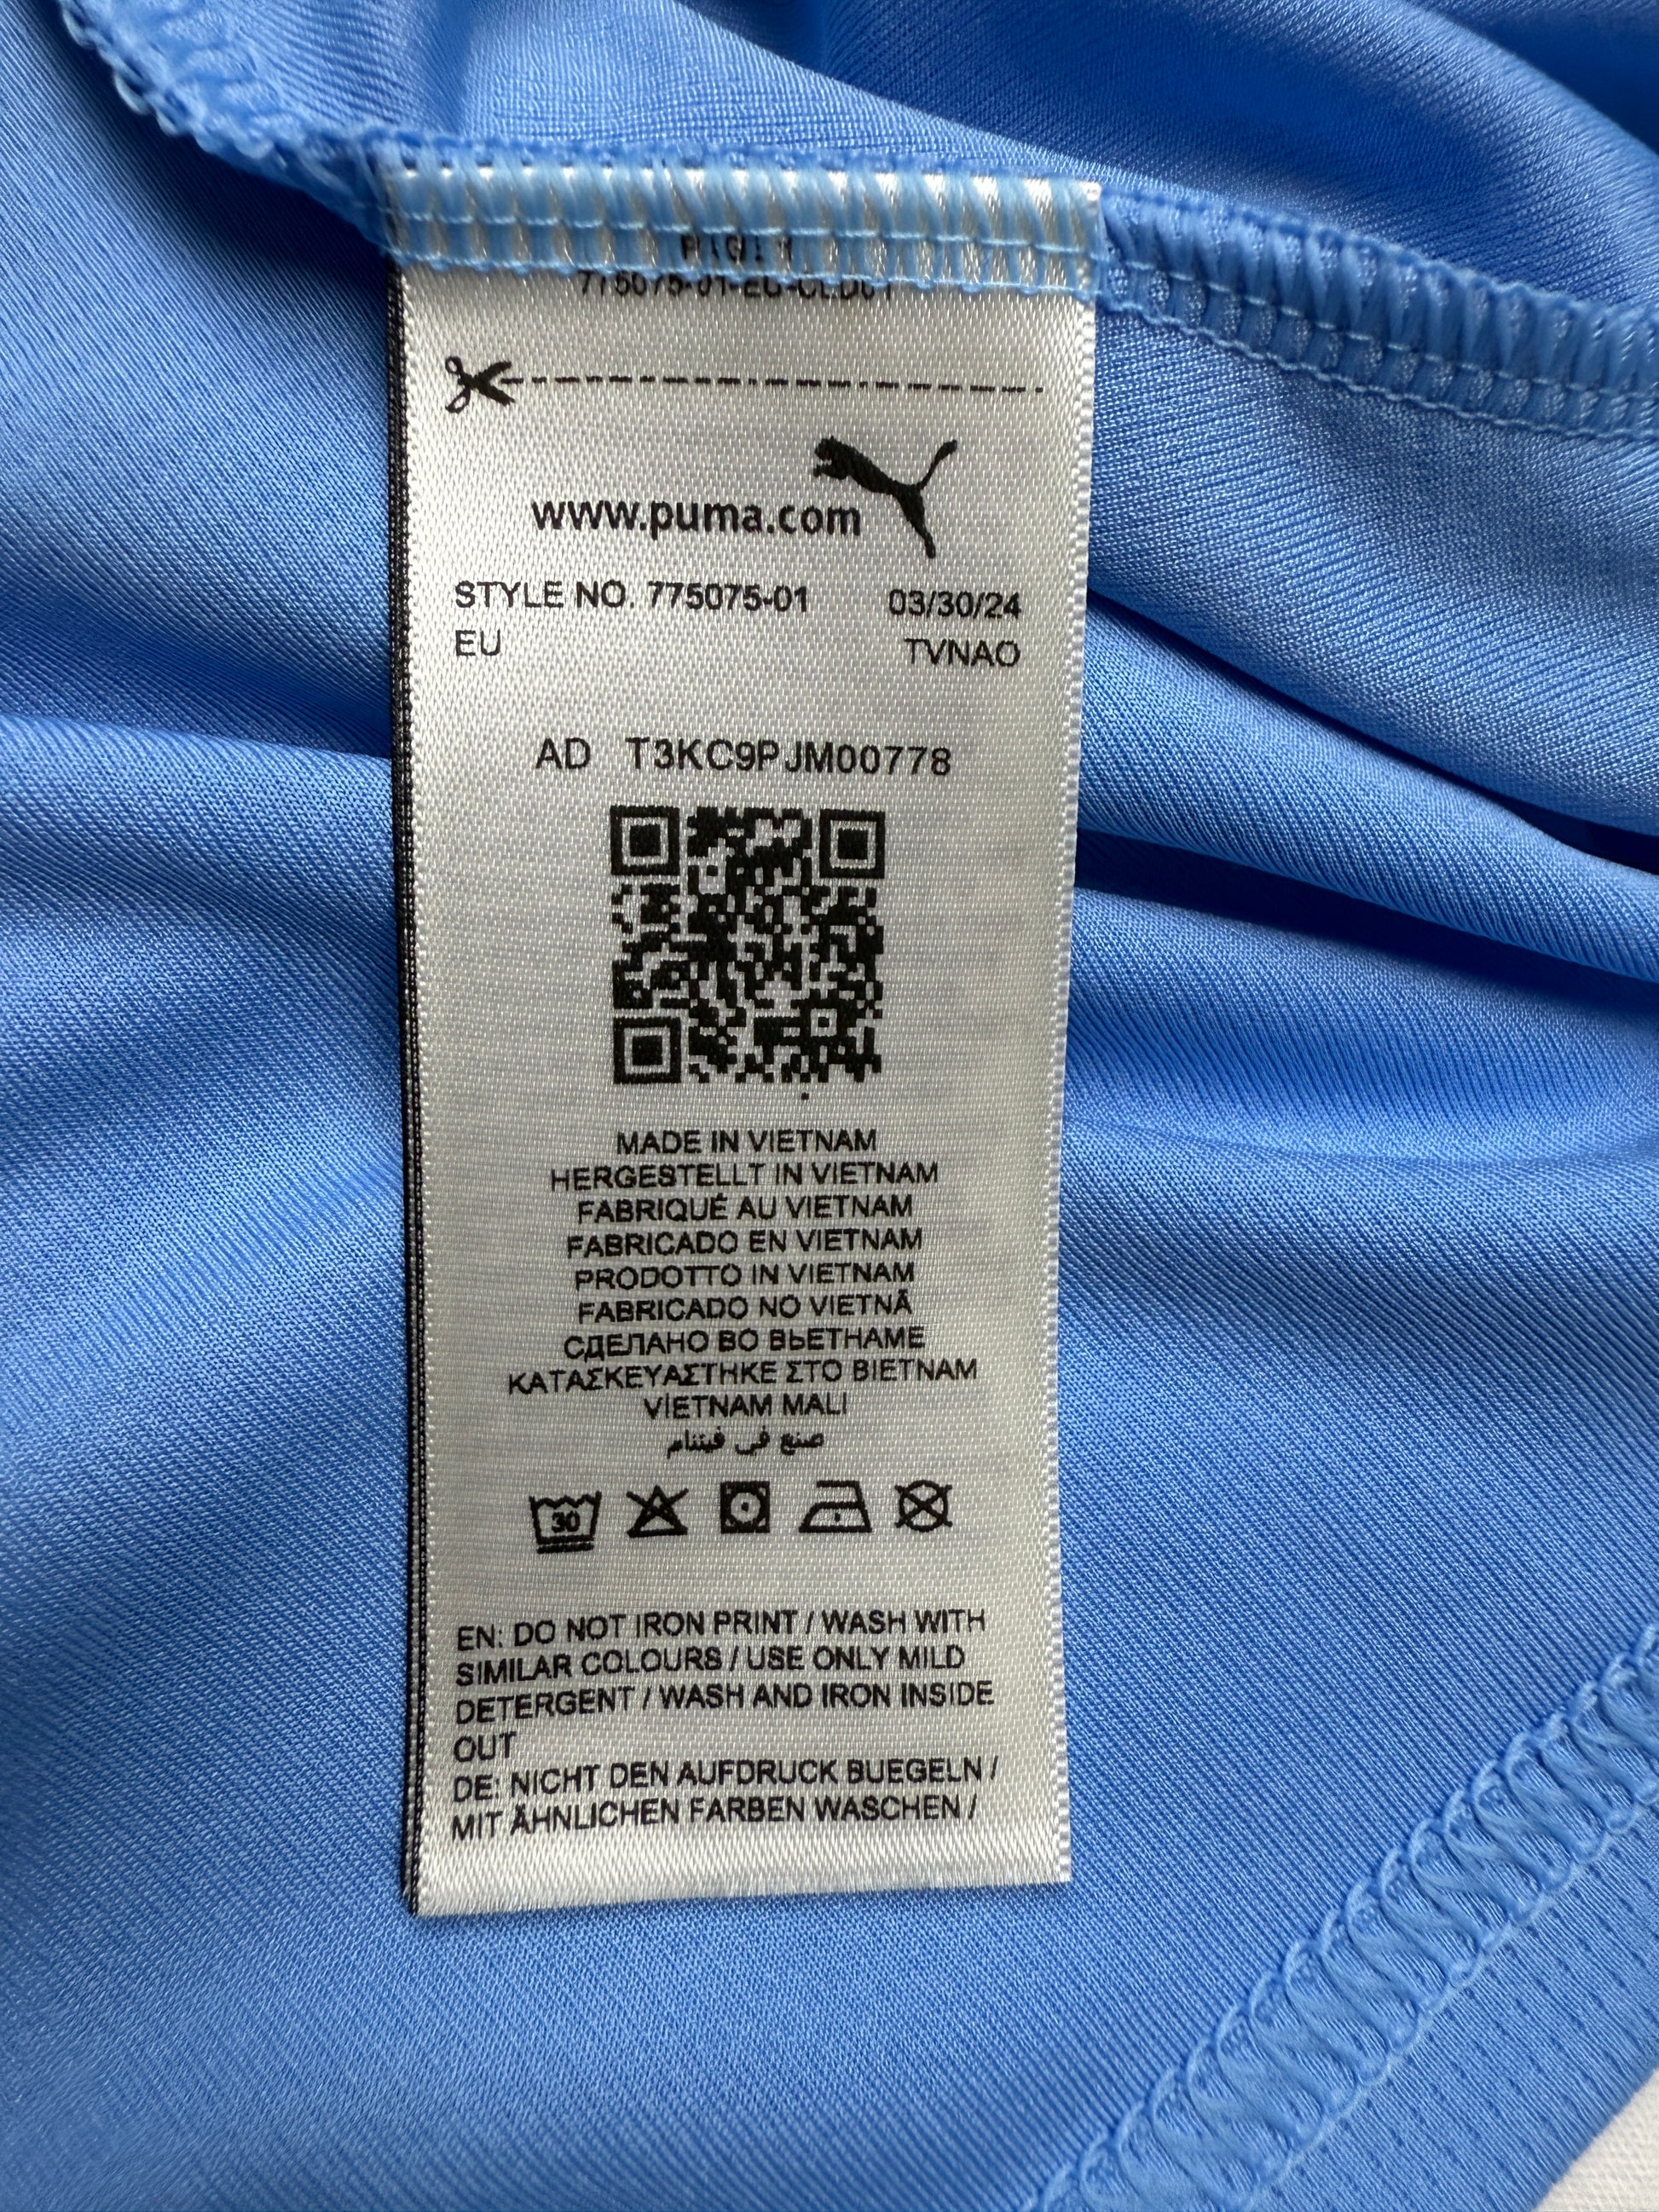 www.puma.com
STYLE NO. 775075-01 03/30/24
EU TVNAO
AD T3KC9PJM00778
MADE IN VIETNAM
HERGESTELLT IN VIETNAM
FABRIQUÉ AU VIETNAM
FABRICADO EN VIETNAM
PRODOTTO IN VIETNAM
FABRICADO NO VIETNÃ
СДЕЛАНО ВО ВЬЕТНАМЕ
ΚΑΤΑΣΚΕΥΑΣΤΗΚΕ ΣΤΟ ΒΙΕΤΝΑΜ
VİETNAM MALI
صنع في فيتنام
30
EN: DO NOT IRON PRINT / WASH WITH
SIMILAR COLOURS / USE ONLY MILD
DETERGENT / WASH AND IRON INSIDE
OUT
DE: NICHT DEN AUFDRUCK BUEGELN /
MIT ÄHNLICHEN FARBEN WASCHEN /